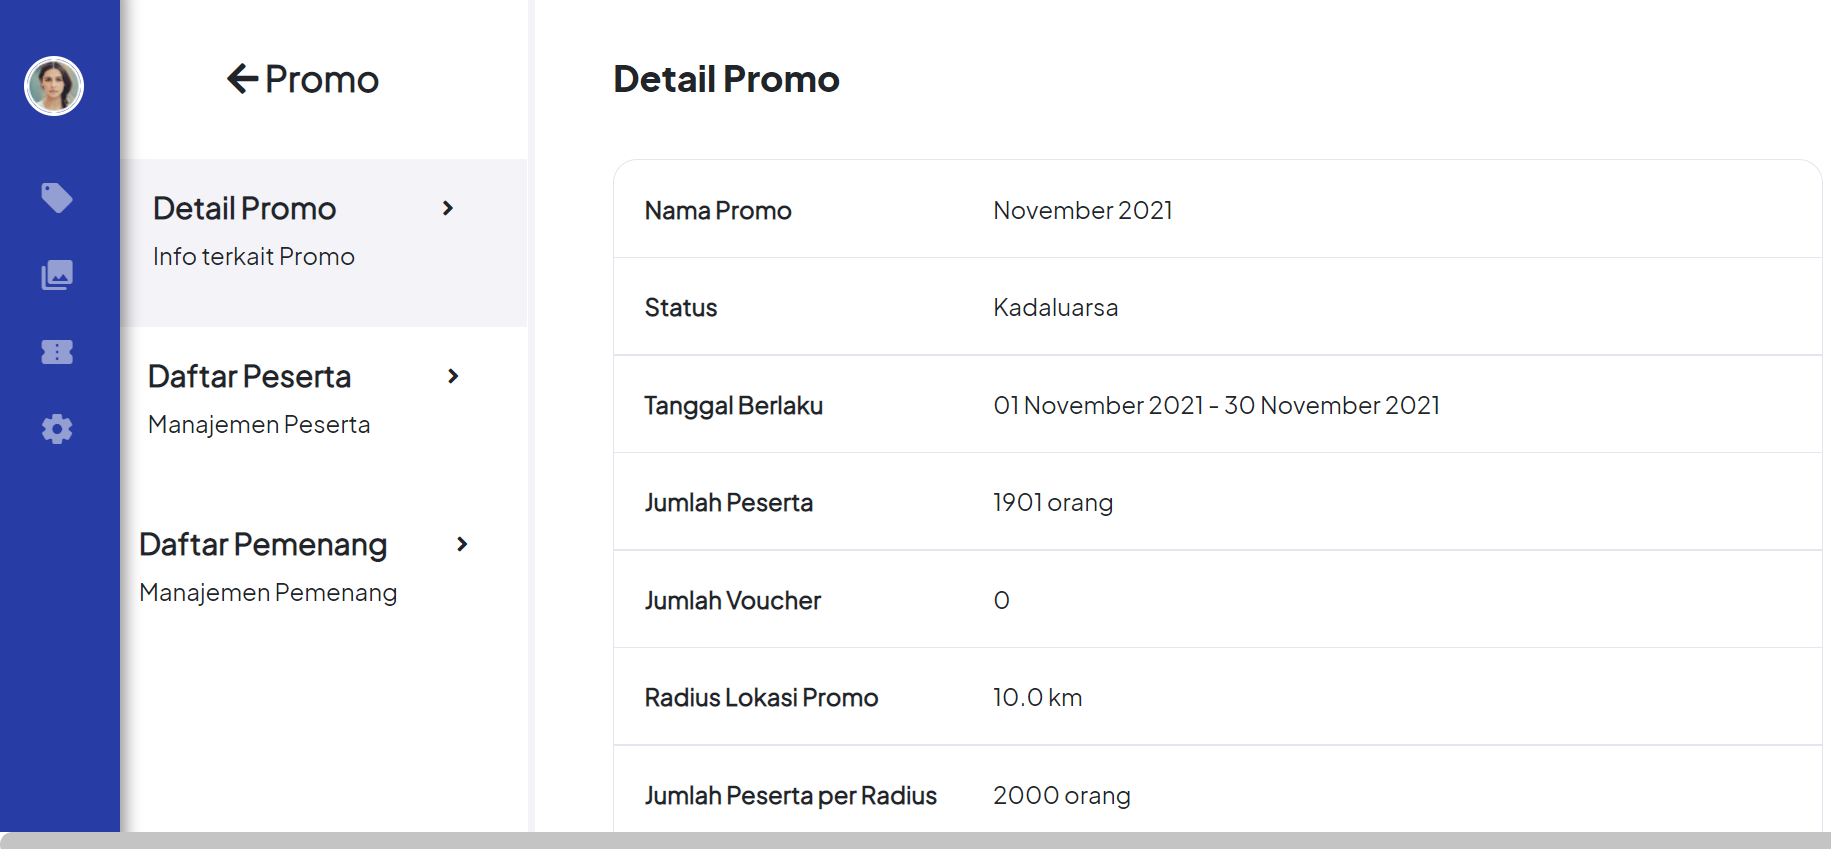 Promo
Detail Promo
Info terkait Promo
Daftar Peserta
Manajemen Peserta
Daftar Pemenang
Manajemen Pemenang
Detail Promo
Nama Promo November 2021
Status Kadaluarsa
Tanggal Berlaku 01 November 2021 - 30 November 2021
Jumlah Peserta 1901 orang
Jumlah Voucher 0
Radius Lokasi Promo 10.0 km
Jumlah Peserta per Radius 2000 orang